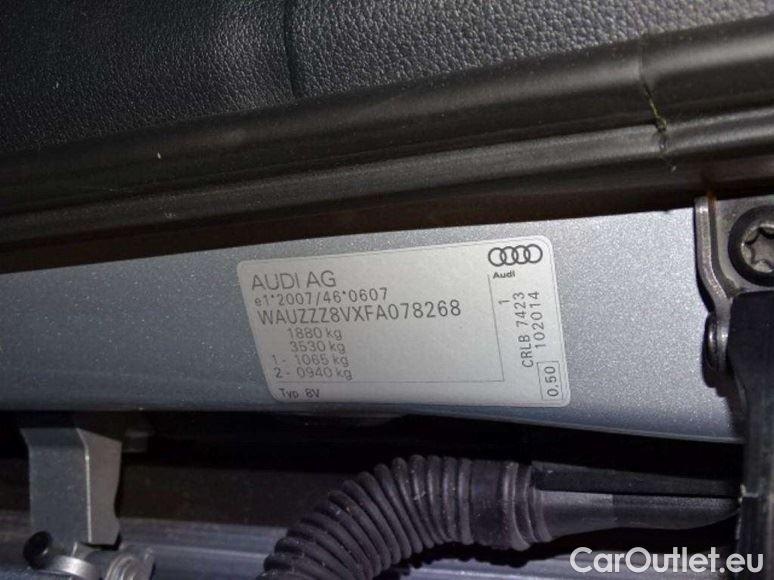 AUDI AG
e1*2007/46*0607
WAUZZZ8VXFA078268
1880 kg
3530 kg
1 - 1065 kg
2 - 0940 kg
Typ 8V
Audi
1
CRLB 7423
102014
0,50
CarOutlet.eu